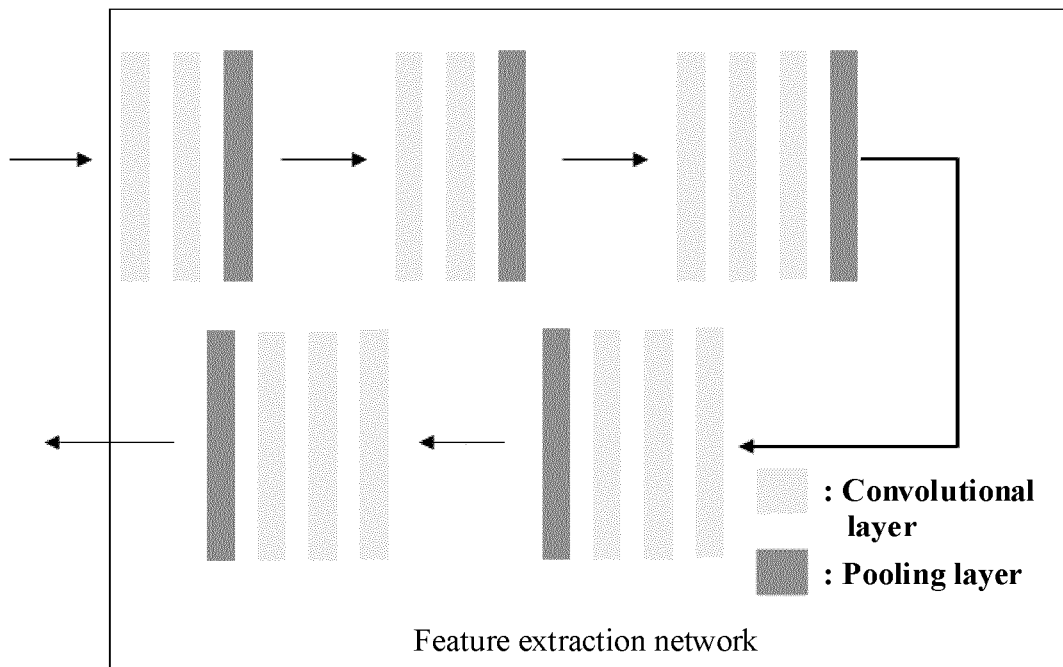 : Convolutional
layer
: Pooling layer
Feature extraction network